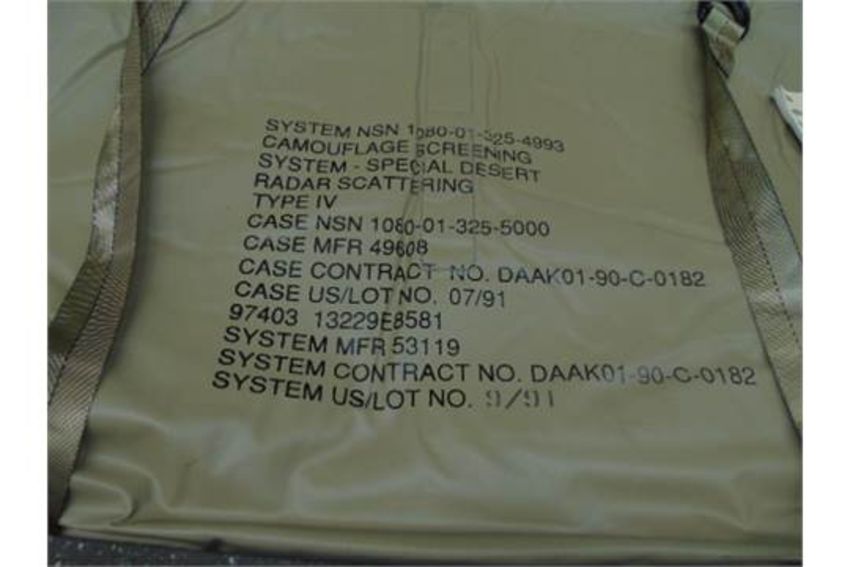 SYSTEM NSN 1080-01-325-4993
CAMOUFLAGE SCREENING
SYSTEM - SPECIAL DESERT
RADAR SCATTERING
TYPE IV
CASE NSN 1080-01-325-5000
CASE MFR 49608
CASE CONTRACT NO. DAAK01-90-C-0182
CASE US/LOT NO. 07/91
97403 13229E8581
SYSTEM MFR 53119
SYSTEM CONTRACT NO. DAAK01-90-C-0182
SYSTEM US/LOT NO. 9/91